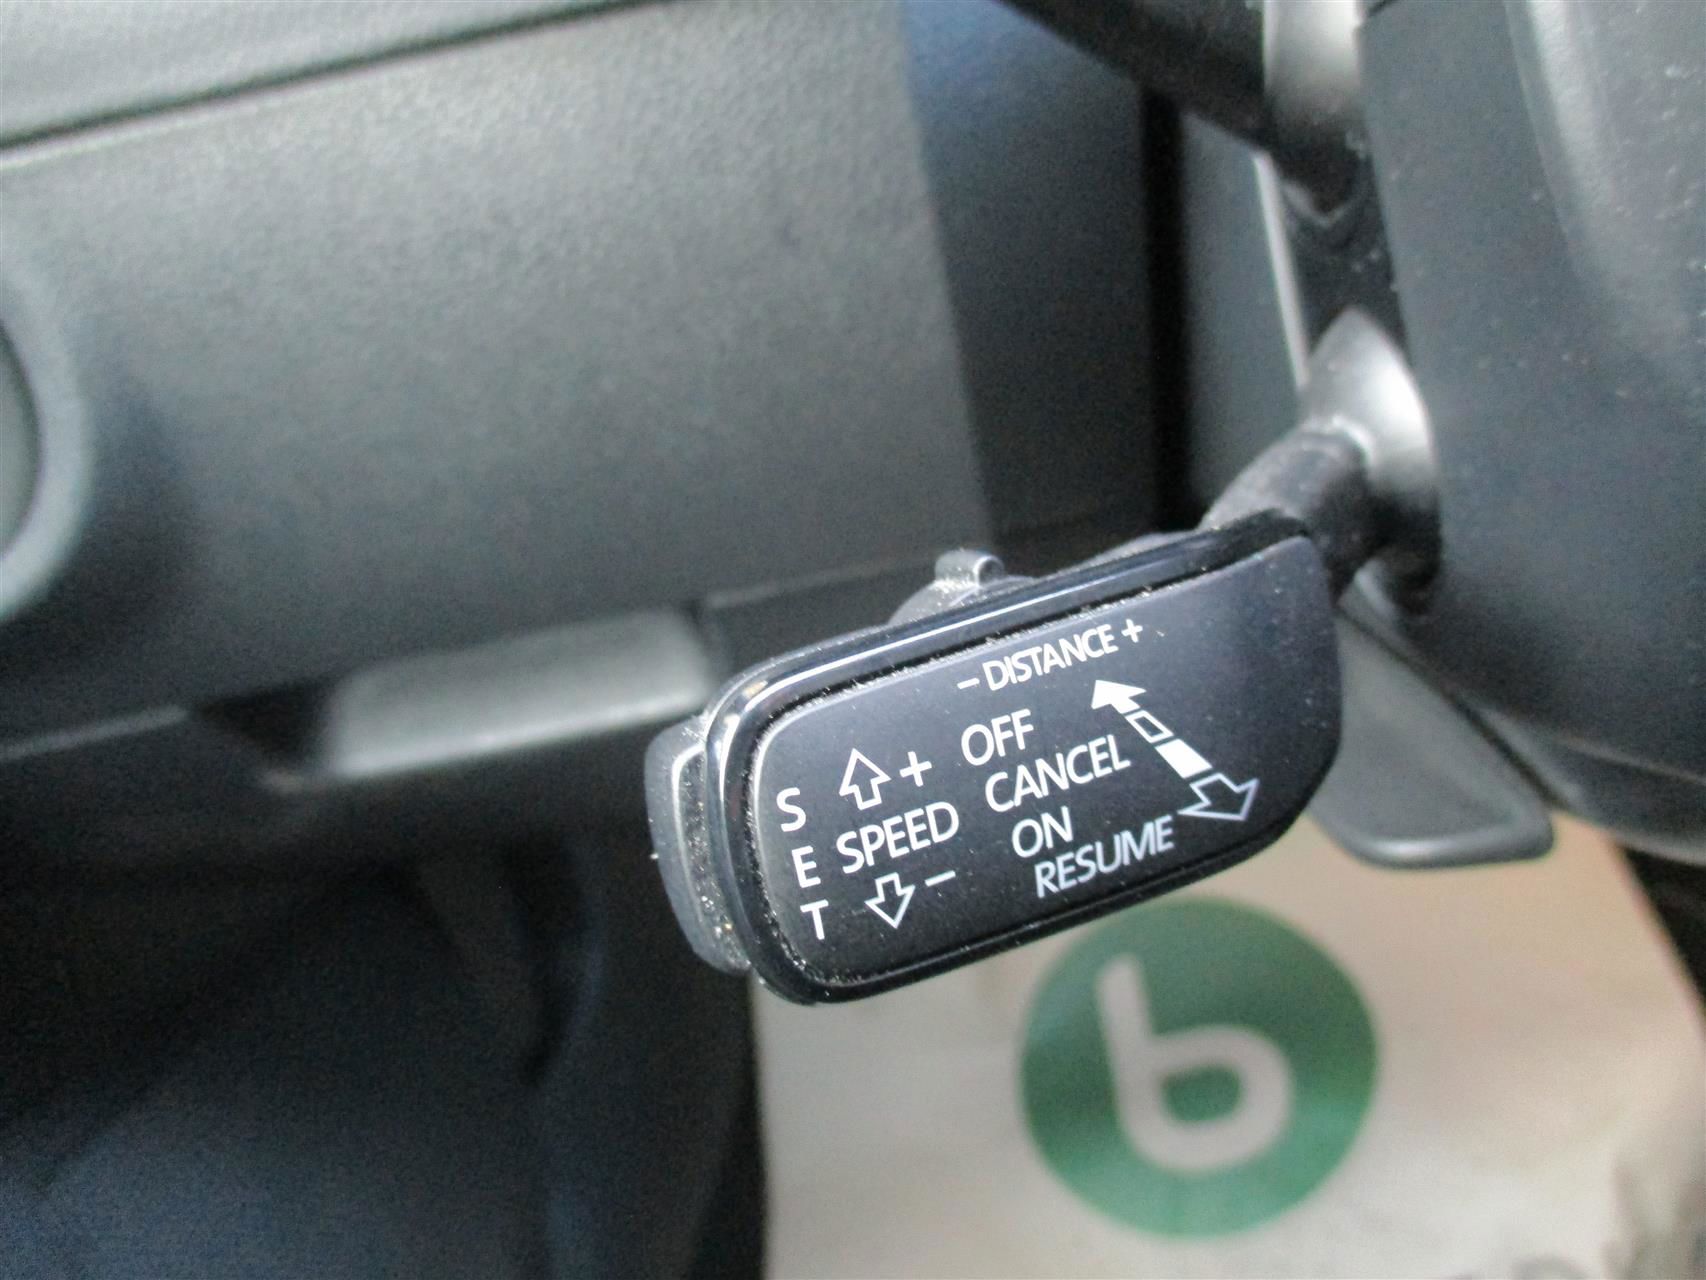 - DISTANCE +
+ OFF
CANCEL
S
E
T
SPEED
ON
- RESUME
b